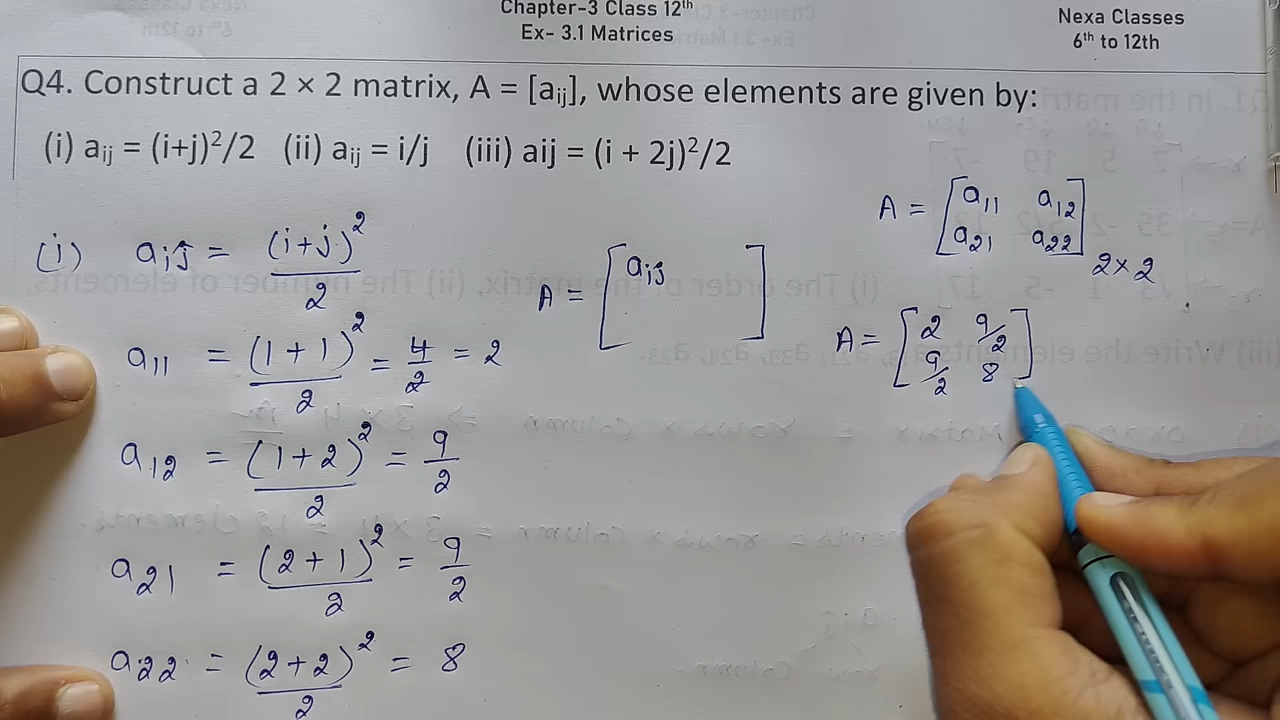 Chapter-3 Class 12th
Ex- 3.1 Matrices
Nexa Classes
6th to 12th
Q4. Construct a 2 × 2 matrix, A = [aij], whose elements are given by:
(i) aij = (i+j)²/2 (ii) aij = i/j (iii) aij = (i + 2j)²/2
(i) aij = (i+j)²/2
a11 = (1+1)²/2 = 4/2 = 2
a12 = (1+2)²/2 = 9/2
a21 = (2+1)²/2 = 9/2
a22 = (2+2)²/2 = 8
A = [aij]
A = [a11 a12
a21 a22] 2×2
A = [2 9/2
9/2 8]